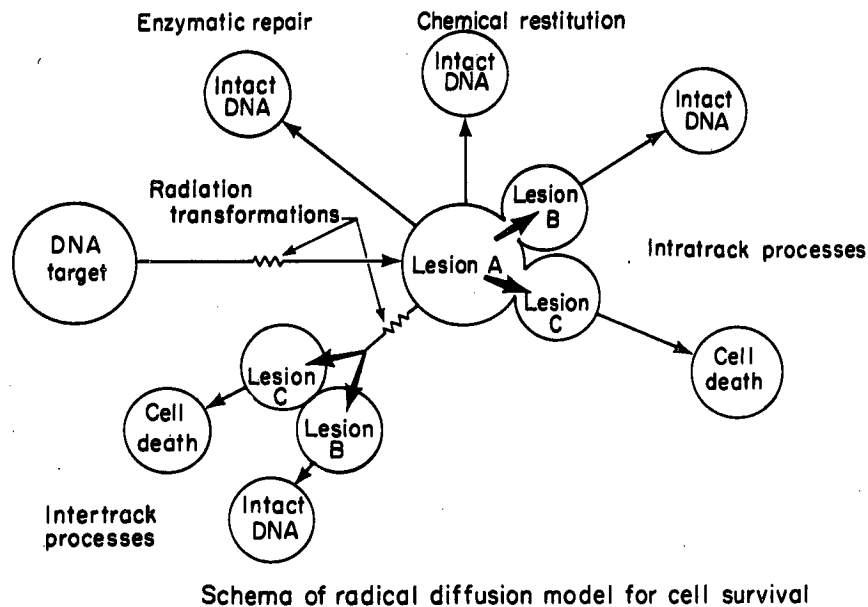 Enzymatic repair
Chemical restitution
Intact
DNA
Intact
DNA
Intact
DNA
Radiation
transformations
Lesion
B
DNA
target
Lesion A
Intratrack processes
Lesion
C
Lesion
C
Cell
death
Cell
death
Lesion
B
Intact
DNA
Intertrack
processes
Schema of radical diffusion model for cell survival